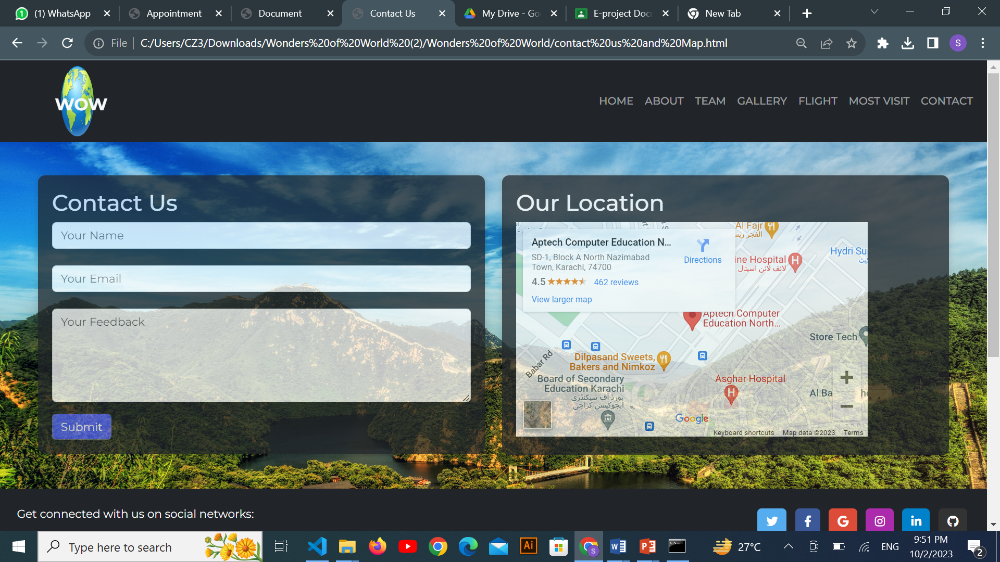 (1) WhatsApp
Appointment
Document
Contact Us
My Drive - Go
E-project Doc
New Tab
File
C:/Users/CZ3/Downloads/Wonders%20of%20World%20(2)/Wonders%20of%20World/contact%20us%20and%20Map.html
S
WOW
HOME ABOUT TEAM GALLERY FLIGHT MOST VISIT CONTACT
Contact Us
Your Name
Your Email
Your Feedback
Submit
Our Location
Aptech Computer Education N...
SD-1, Block A North Nazimabad
Town, Karachi, 74700
4.5
462 reviews
View larger map
Directions
Al Fajr
الفجر
ine Hospital
لائف لائن اسپتال
Hydri Su
Aptech Computer
Education North...
Store Tech
Dilpasand Sweets,
Bakers and Nimkoz
Babar Rd
Board of Secondary
Education Karachi
بورڈ آف سیکنڈری
ایجوکیشن کراچی
Asghar Hospital
Al Ba
Google
Keyboard shortcuts
Map data ©2023
Terms
Get connected with us on social networks:
Type here to search
27°C
ENG
9:51 PM
10/2/2023
2